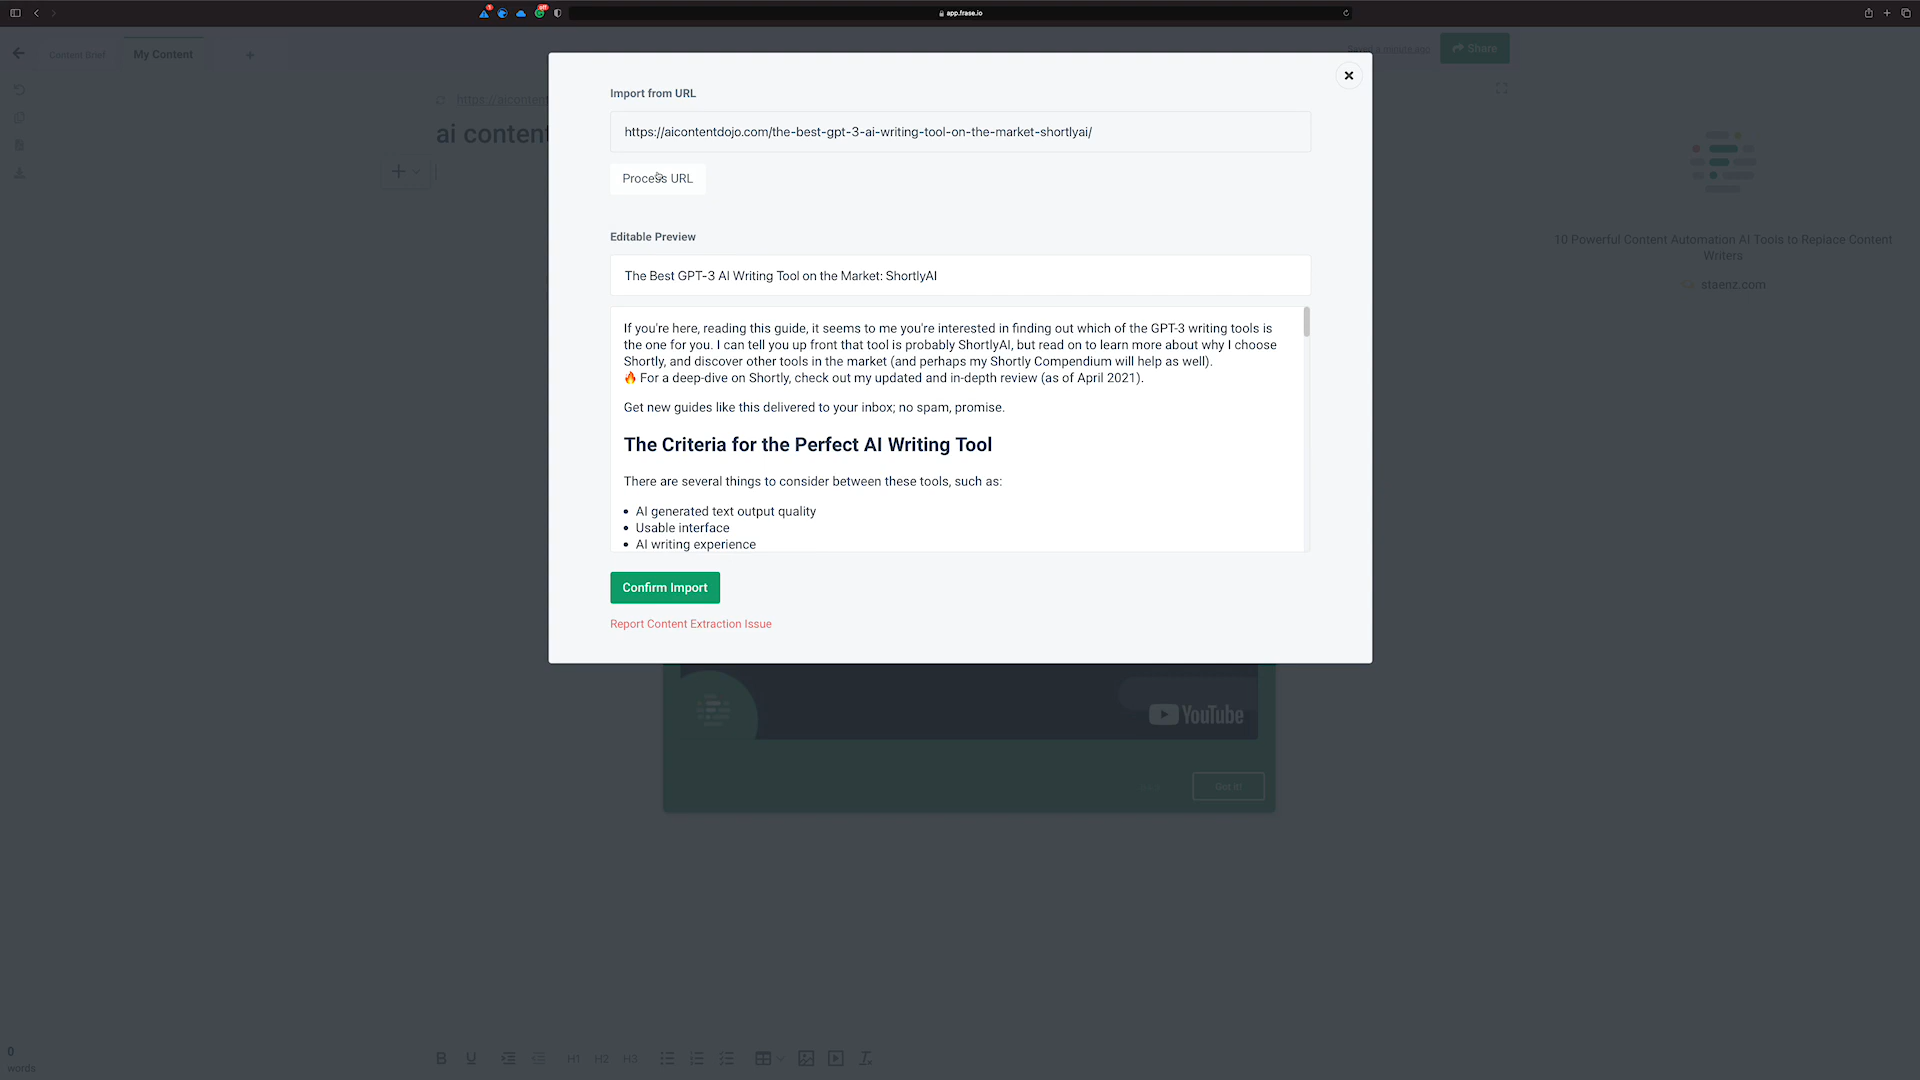 app.frase.io
Content Brief
My Content
Saved a minute ago
Share
https://aicontent
ai content
Import from URL
https://aicontentdojo.com/the-best-gpt-3-ai-writing-tool-on-the-market-shortlyai/
Process URL
Editable Preview
The Best GPT-3 AI Writing Tool on the Market: ShortlyAI
If you're here, reading this guide, it seems to me you're interested in finding out which of the GPT-3 writing tools is
the one for you. I can tell you up front that tool is probably ShortlyAI, but read on to learn more about why I choose
Shortly, and discover other tools in the market (and perhaps my Shortly Compendium will help as well).
🔥 For a deep-dive on Shortly, check out my updated and in-depth review (as of April 2021).
Get new guides like this delivered to your inbox; no spam, promise.
The Criteria for the Perfect AI Writing Tool
There are several things to consider between these tools, such as:
• AI generated text output quality
• Usable interface
• AI writing experience
Confirm Import
Report Content Extraction Issue
10 Powerful Content Automation AI Tools to Replace Content
Writers
staenz.com
YouTube
Got it!
0
words
B U H1 H2 H3